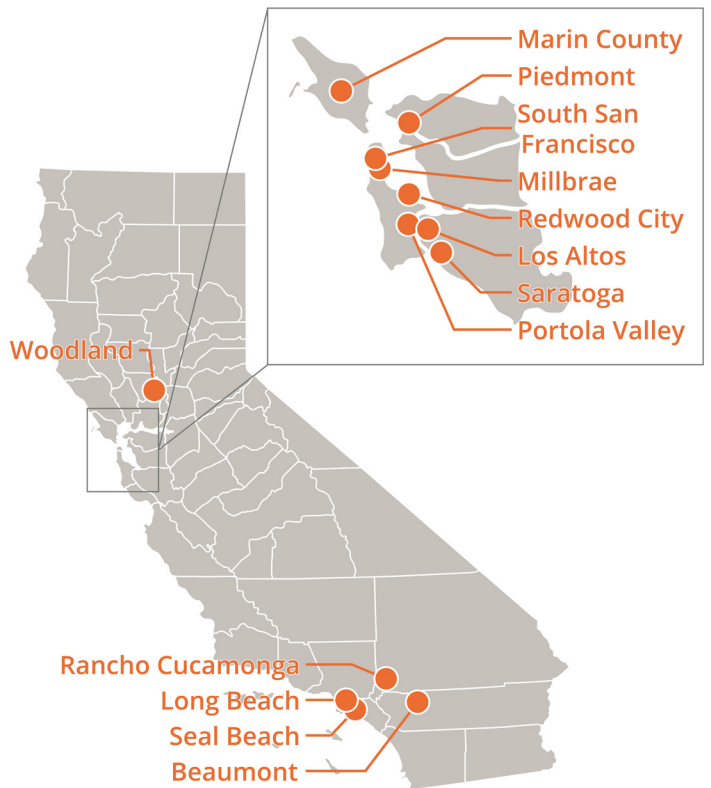 Marin County
Piedmont
South San
Francisco
Millbrae
Redwood City
Los Altos
Saratoga
Portola Valley
Woodland
Rancho Cucamonga
Long Beach
Seal Beach
Beaumont